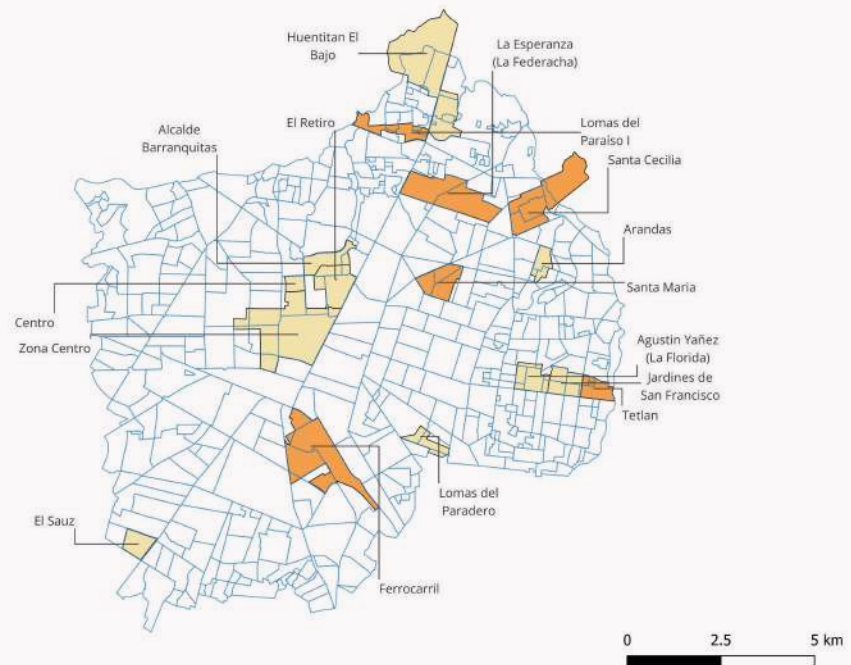 Huentitan El
Bajo
La Esperanza
(La Federacha)
El Retiro
Alcalde
Barranquitas
Lomas del
Paraíso I
Santa Cecilia
Arandas
Santa Maria
Centro
Zona Centro
Agustin Yañez
(La Florida)
Jardines de
San Francisco
Tetlan
Lomas del
Paradero
El Sauz
Ferrocarril
0 2.5 5 km